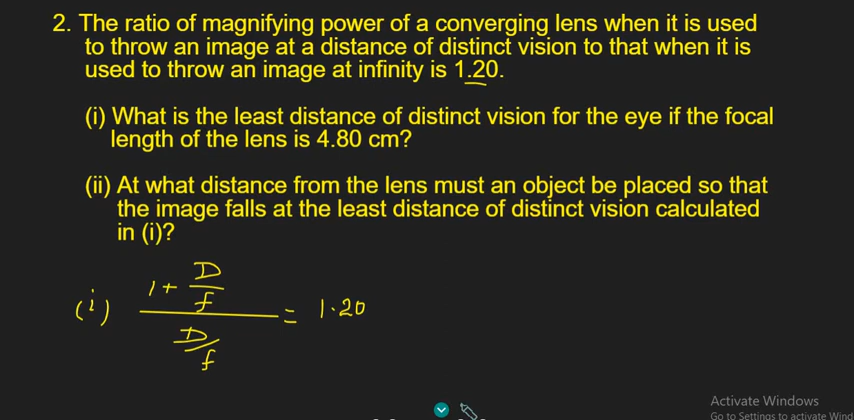 2. The ratio of magnifying power of a converging lens when it is used
to throw an image at a distance of distinct vision to that when it is
used to throw an image at infinity is 1.20.
(i) What is the least distance of distinct vision for the eye if the focal
length of the lens is 4.80 cm?
(ii) At what distance from the lens must an object be placed so that
the image falls at the least distance of distinct vision calculated
in (i)?
(i) (1 + D/f) / (D/f) = 1.20
Activate Windows
Go to Settings to activate Wind